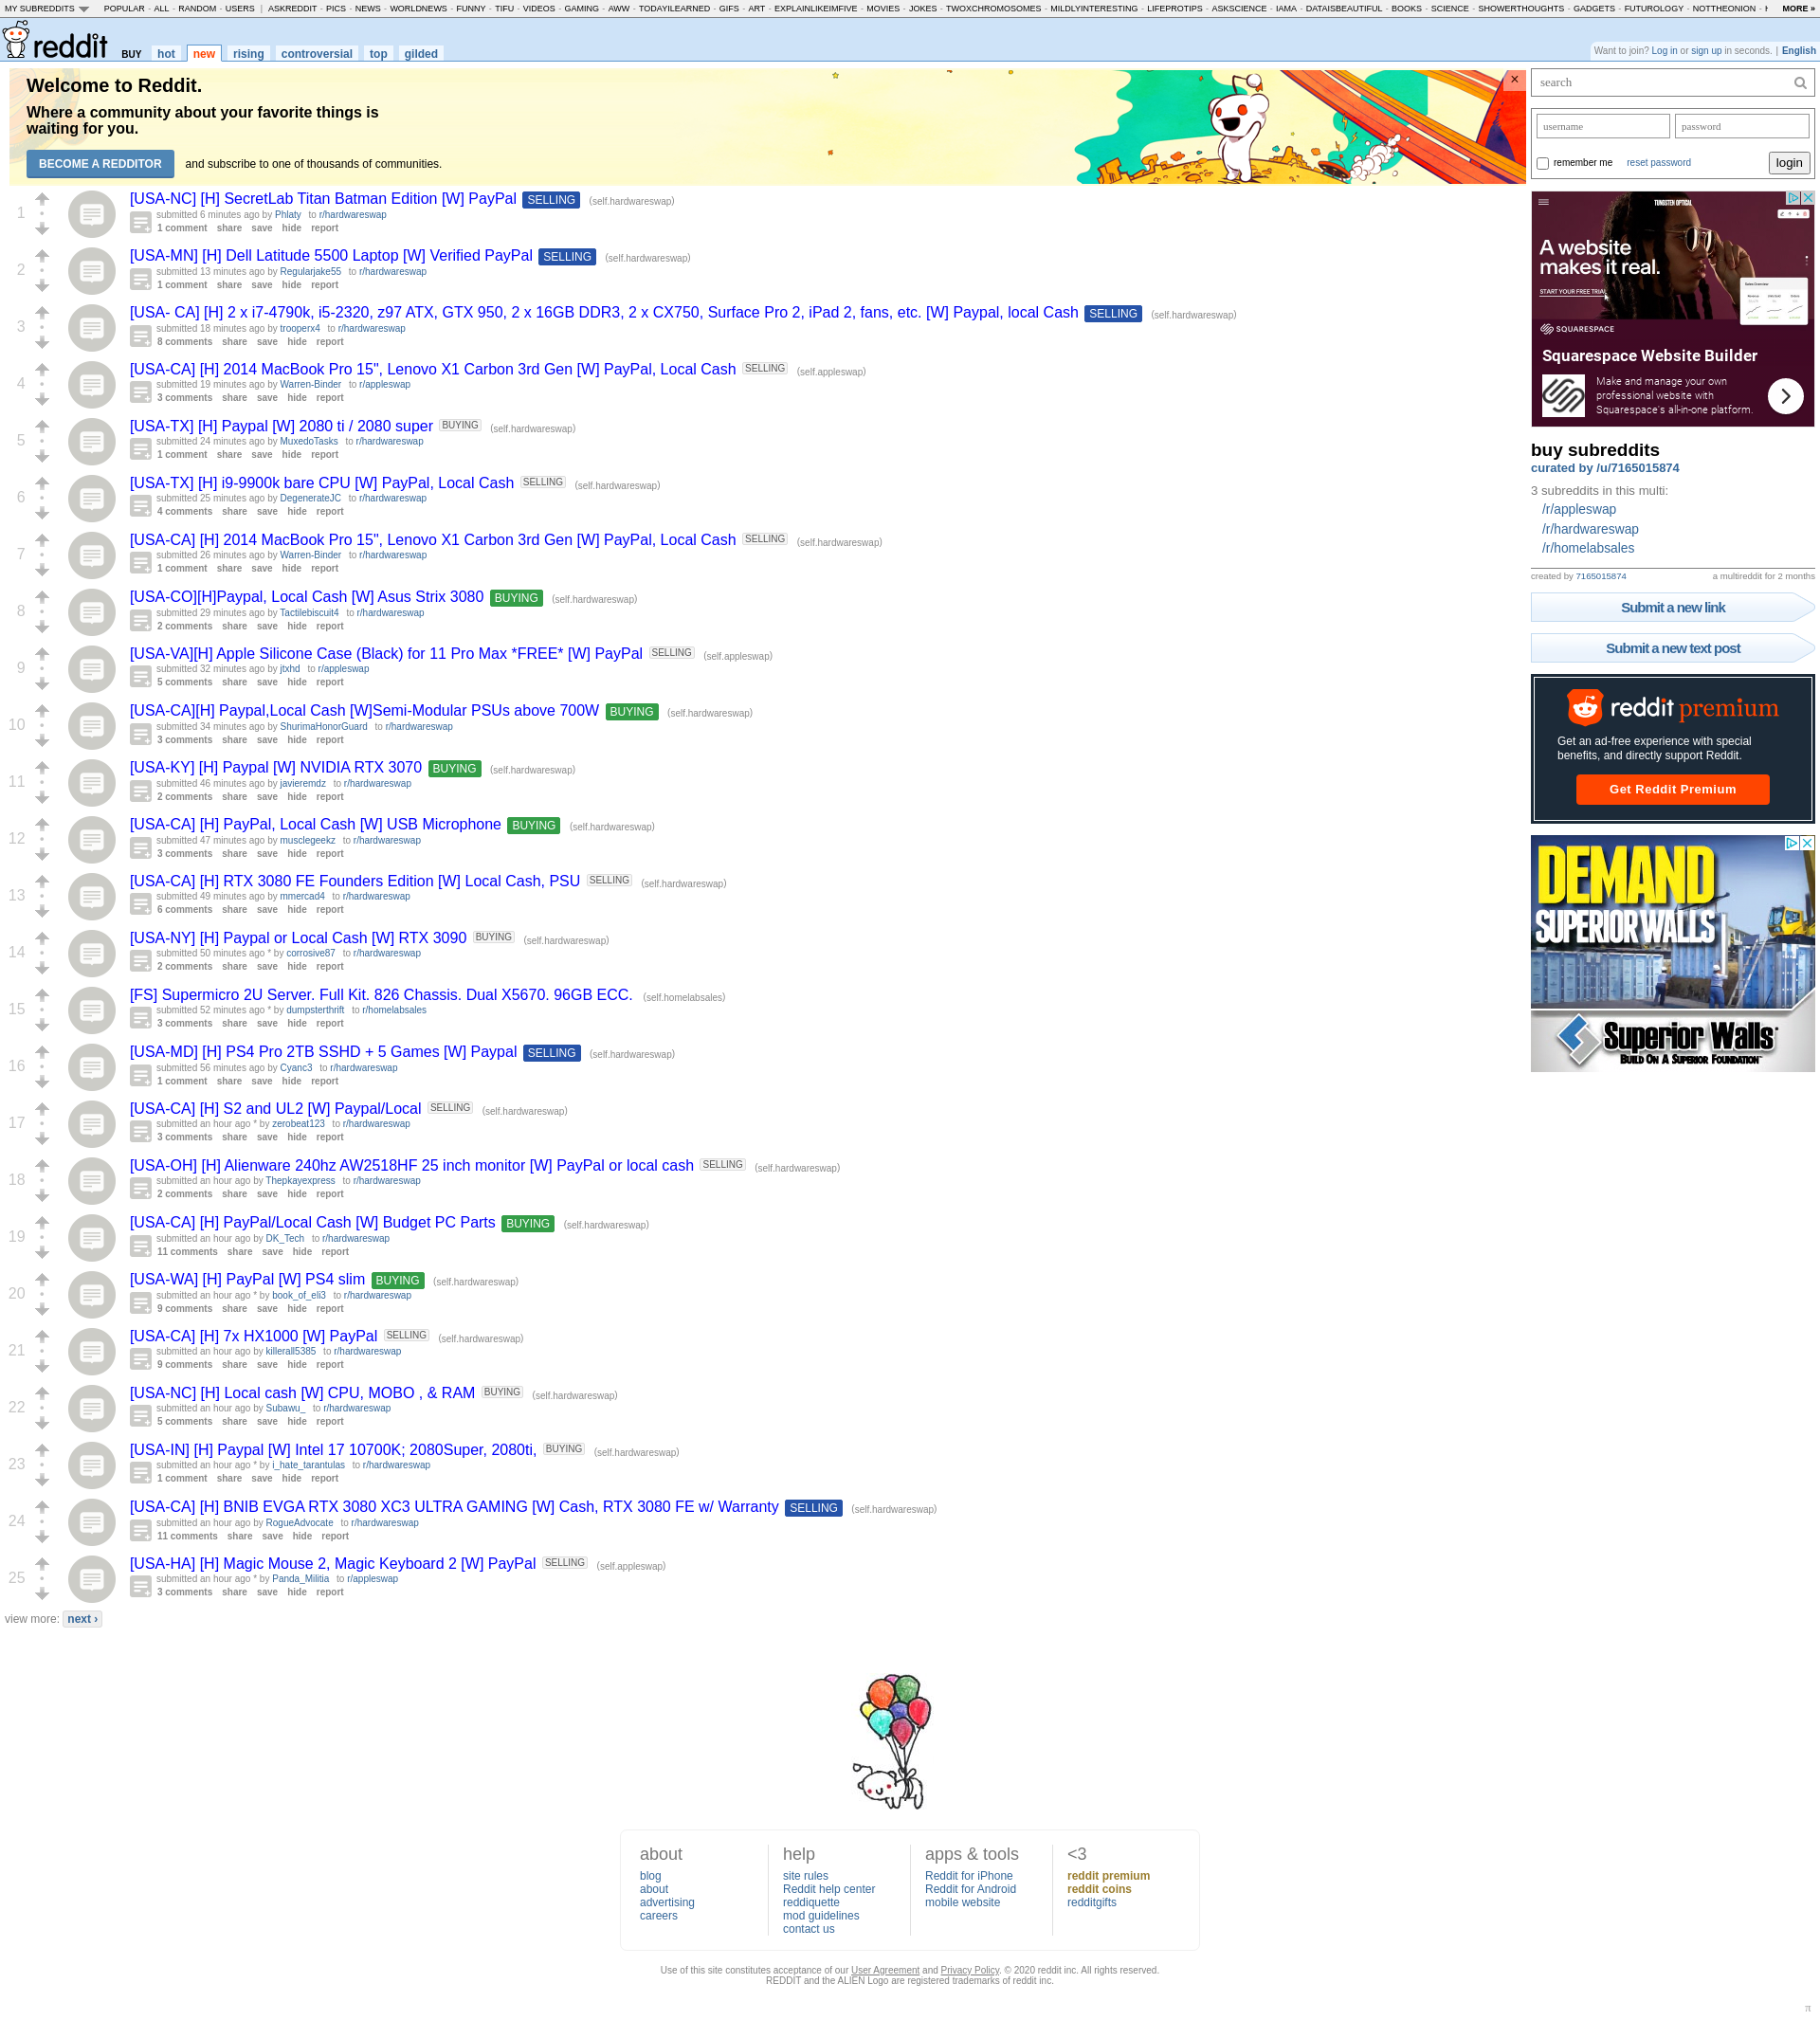 MY SUBREDDITS POPULAR - ALL - RANDOM - USERS | ASKREDDIT - PICS - NEWS - WORLDNEWS - FUNNY - TIFU - VIDEOS - GAMING - AWW - TODAYILEARNED - GIFS - ART - EXPLAINLIKEIMFIVE - MOVIES - JOKES - TWOXCHROMOSOMES - MILDLYINTERESTING - LIFEPROTIPS - ASKSCIENCE - IAMA - DATAISBEAUTIFUL - BOOKS - SCIENCE - SHOWERTHOUGHTS - GADGETS - FUTUROLOGY - NOTTHEONION - MORE »
reddit BUY hot new rising controversial top gilded
Want to join? Log in or sign up in seconds. | English
Welcome to Reddit.
Where a community about your favorite things is
waiting for you.
BECOME A REDDITOR and subscribe to one of thousands of communities.
1
[USA-NC] [H] SecretLab Titan Batman Edition [W] PayPal SELLING (self.hardwareswap)
submitted 6 minutes ago by Phlaty to r/hardwareswap
1 comment share save hide report
2
[USA-MN] [H] Dell Latitude 5500 Laptop [W] Verified PayPal SELLING (self.hardwareswap)
submitted 13 minutes ago by Regularjake55 to r/hardwareswap
1 comment share save hide report
3
[USA- CA] [H] 2 x i7-4790k, i5-2320, z97 ATX, GTX 950, 2 x 16GB DDR3, 2 x CX750, Surface Pro 2, iPad 2, fans, etc. [W] Paypal, local Cash SELLING (self.hardwareswap)
submitted 18 minutes ago by trooperx4 to r/hardwareswap
8 comments share save hide report
4
[USA-CA] [H] 2014 MacBook Pro 15", Lenovo X1 Carbon 3rd Gen [W] PayPal, Local Cash SELLING (self.appleswap)
submitted 19 minutes ago by Warren-Binder to r/appleswap
3 comments share save hide report
5
[USA-TX] [H] Paypal [W] 2080 ti / 2080 super BUYING (self.hardwareswap)
submitted 24 minutes ago by MuxedoTasks to r/hardwareswap
1 comment share save hide report
6
[USA-TX] [H] i9-9900k bare CPU [W] PayPal, Local Cash SELLING (self.hardwareswap)
submitted 25 minutes ago by DegenerateJC to r/hardwareswap
4 comments share save hide report
7
[USA-CA] [H] 2014 MacBook Pro 15", Lenovo X1 Carbon 3rd Gen [W] PayPal, Local Cash SELLING (self.hardwareswap)
submitted 26 minutes ago by Warren-Binder to r/hardwareswap
1 comment share save hide report
8
[USA-CO][H]Paypal, Local Cash [W] Asus Strix 3080 BUYING (self.hardwareswap)
submitted 29 minutes ago by Tactilebiscuit4 to r/hardwareswap
2 comments share save hide report
9
[USA-VA][H] Apple Silicone Case (Black) for 11 Pro Max *FREE* [W] PayPal SELLING (self.appleswap)
submitted 32 minutes ago by jtxhd to r/appleswap
5 comments share save hide report
10
[USA-CA][H] Paypal,Local Cash [W]Semi-Modular PSUs above 700W BUYING (self.hardwareswap)
submitted 34 minutes ago by ShurimaHonorGuard to r/hardwareswap
3 comments share save hide report
11
[USA-KY] [H] Paypal [W] NVIDIA RTX 3070 BUYING (self.hardwareswap)
submitted 46 minutes ago by javieremdz to r/hardwareswap
2 comments share save hide report
12
[USA-CA] [H] PayPal, Local Cash [W] USB Microphone BUYING (self.hardwareswap)
submitted 47 minutes ago by musclegeekz to r/hardwareswap
3 comments share save hide report
13
[USA-CA] [H] RTX 3080 FE Founders Edition [W] Local Cash, PSU SELLING (self.hardwareswap)
submitted 49 minutes ago by mmercad4 to r/hardwareswap
6 comments share save hide report
14
[USA-NY] [H] Paypal or Local Cash [W] RTX 3090 BUYING (self.hardwareswap)
submitted 50 minutes ago * by corrosive87 to r/hardwareswap
2 comments share save hide report
15
[FS] Supermicro 2U Server. Full Kit. 826 Chassis. Dual X5670. 96GB ECC. (self.homelabsales)
submitted 52 minutes ago * by dumpsterthrift to r/homelabsales
3 comments share save hide report
16
[USA-MD] [H] PS4 Pro 2TB SSHD + 5 Games [W] Paypal SELLING (self.hardwareswap)
submitted 56 minutes ago by Cyanc3 to r/hardwareswap
1 comment share save hide report
17
[USA-CA] [H] S2 and UL2 [W] Paypal/Local SELLING (self.hardwareswap)
submitted an hour ago * by zerobeat123 to r/hardwareswap
3 comments share save hide report
18
[USA-OH] [H] Alienware 240hz AW2518HF 25 inch monitor [W] PayPal or local cash SELLING (self.hardwareswap)
submitted an hour ago by Thepkayexpress to r/hardwareswap
2 comments share save hide report
19
[USA-CA] [H] PayPal/Local Cash [W] Budget PC Parts BUYING (self.hardwareswap)
submitted an hour ago by DK_Tech to r/hardwareswap
11 comments share save hide report
20
[USA-WA] [H] PayPal [W] PS4 slim BUYING (self.hardwareswap)
submitted an hour ago * by book_of_eli3 to r/hardwareswap
9 comments share save hide report
21
[USA-CA] [H] 7x HX1000 [W] PayPal SELLING (self.hardwareswap)
submitted an hour ago by killerall5385 to r/hardwareswap
9 comments share save hide report
22
[USA-NC] [H] Local cash [W] CPU, MOBO , & RAM BUYING (self.hardwareswap)
submitted an hour ago by Subawu_ to r/hardwareswap
5 comments share save hide report
23
[USA-IN] [H] Paypal [W] Intel 17 10700K; 2080Super, 2080ti, BUYING (self.hardwareswap)
submitted an hour ago * by i_hate_tarantulas to r/hardwareswap
1 comment share save hide report
24
[USA-CA] [H] BNIB EVGA RTX 3080 XC3 ULTRA GAMING [W] Cash, RTX 3080 FE w/ Warranty SELLING (self.hardwareswap)
submitted an hour ago by RogueAdvocate to r/hardwareswap
11 comments share save hide report
25
[USA-HA] [H] Magic Mouse 2, Magic Keyboard 2 [W] PayPal SELLING (self.appleswap)
submitted an hour ago * by Panda_Militia to r/appleswap
3 comments share save hide report
view more: next ›
search
username password
remember me reset password login
TUNGSTEN OPTICAL
A website
makes it real.
START YOUR FREE TRIAL
SQUARESPACE
Squarespace Website Builder
Make and manage your own
professional website with
Squarespace's all-in-one platform.
buy subreddits
curated by /u/7165015874
3 subreddits in this multi:
/r/appleswap
/r/hardwareswap
/r/homelabsales
created by 7165015874 a multireddit for 2 months
Submit a new link
Submit a new text post
reddit premium
Get an ad-free experience with special
benefits, and directly support Reddit.
Get Reddit Premium
DEMAND
SUPERIOR WALLS
Superior Walls
BUILD ON A SUPERIOR FOUNDATION
about
blog
about
advertising
careers
help
site rules
Reddit help center
reddiquette
mod guidelines
contact us
apps & tools
Reddit for iPhone
Reddit for Android
mobile website
<3
reddit premium
reddit coins
redditgifts
Use of this site constitutes acceptance of our User Agreement and Privacy Policy. © 2020 reddit inc. All rights reserved.
REDDIT and the ALIEN Logo are registered trademarks of reddit inc.
π